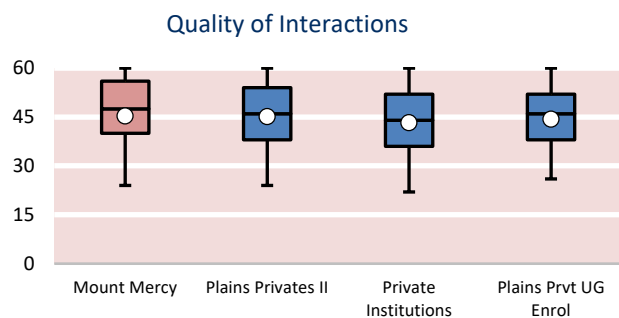 Quality of Interactions
60
45
30
15
0
Mount Mercy
Plains Privates II
Private
Institutions
Plains Prvt UG
Enrol